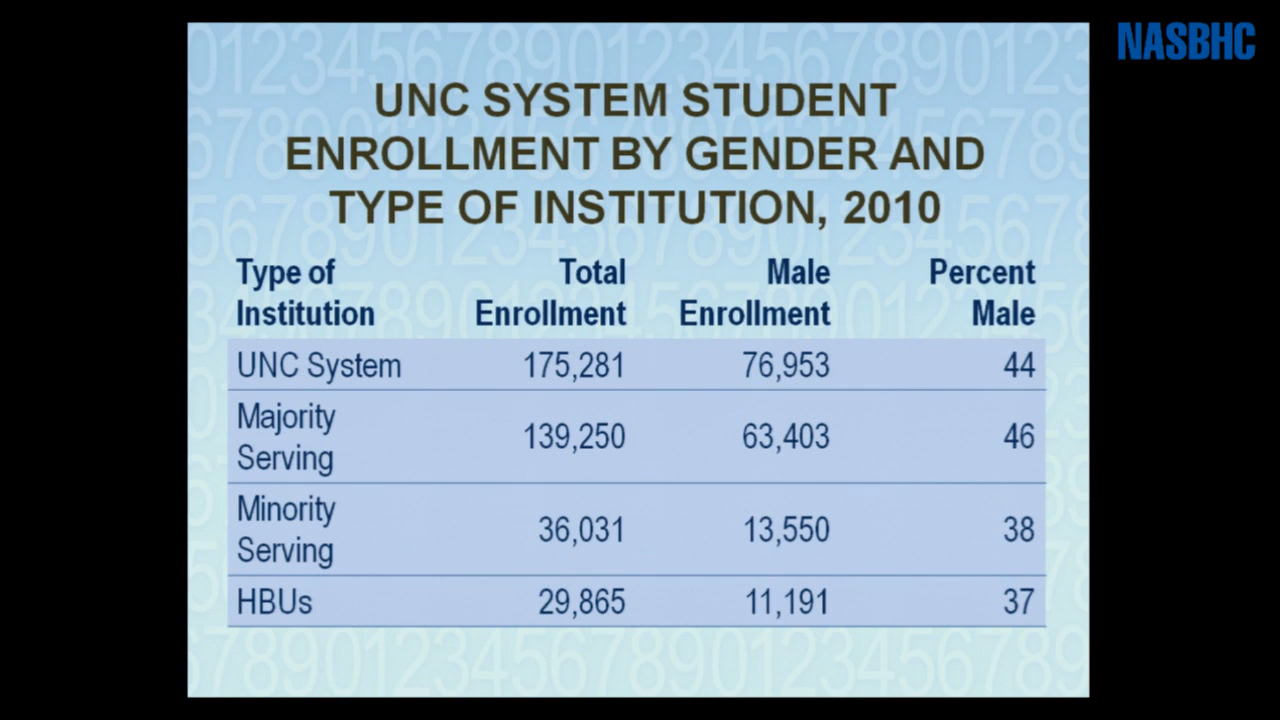 NASBHC
UNC SYSTEM STUDENT
ENROLLMENT BY GENDER AND
TYPE OF INSTITUTION, 2010
Type of Institution Total Enrollment Male Enrollment Percent Male
UNC System 175,281 76,953 44
Majority Serving 139,250 63,403 46
Minority Serving 36,031 13,550 38
HBUs 29,865 11,191 37